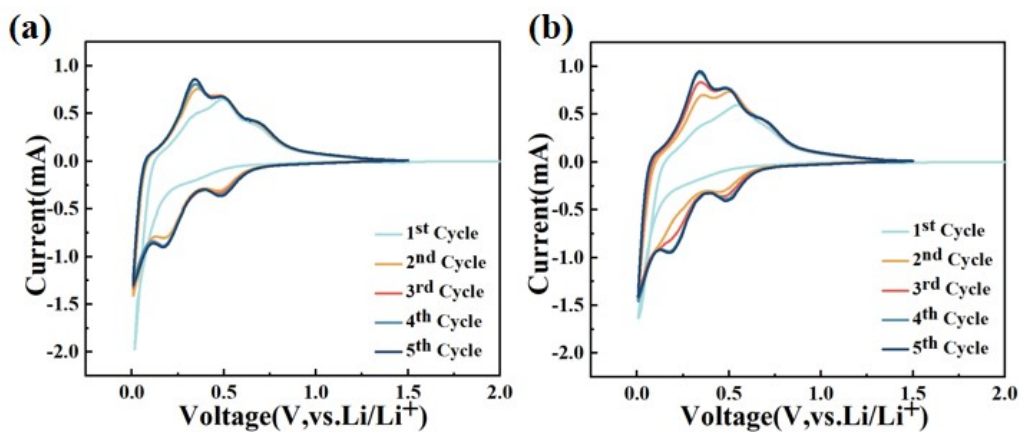 (a)
Current(mA)
1.0
0.5
0.0
-0.5
-1.0
-1.5
-2.0
1st Cycle
2nd Cycle
3rd Cycle
4th Cycle
5th Cycle
0.0 0.5 1.0 1.5 2.0
Voltage(V,vs.Li/Li+)
(b)
Current(mA)
1.0
0.5
0.0
-0.5
-1.0
-1.5
-2.0
1st Cycle
2nd Cycle
3rd Cycle
4th Cycle
5th Cycle
0.0 0.5 1.0 1.5 2.0
Voltage(V,vs.Li/Li+)